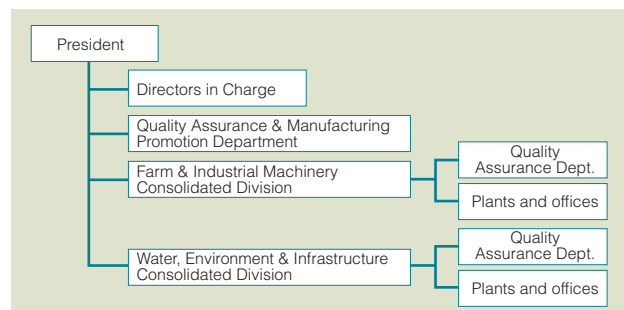 President
Directors in Charge
Quality Assurance & Manufacturing
Promotion Department
Farm & Industrial Machinery
Consolidated Division
Quality
Assurance Dept.
Plants and offices
Water, Environment & Infrastructure
Consolidated Division
Quality
Assurance Dept.
Plants and offices